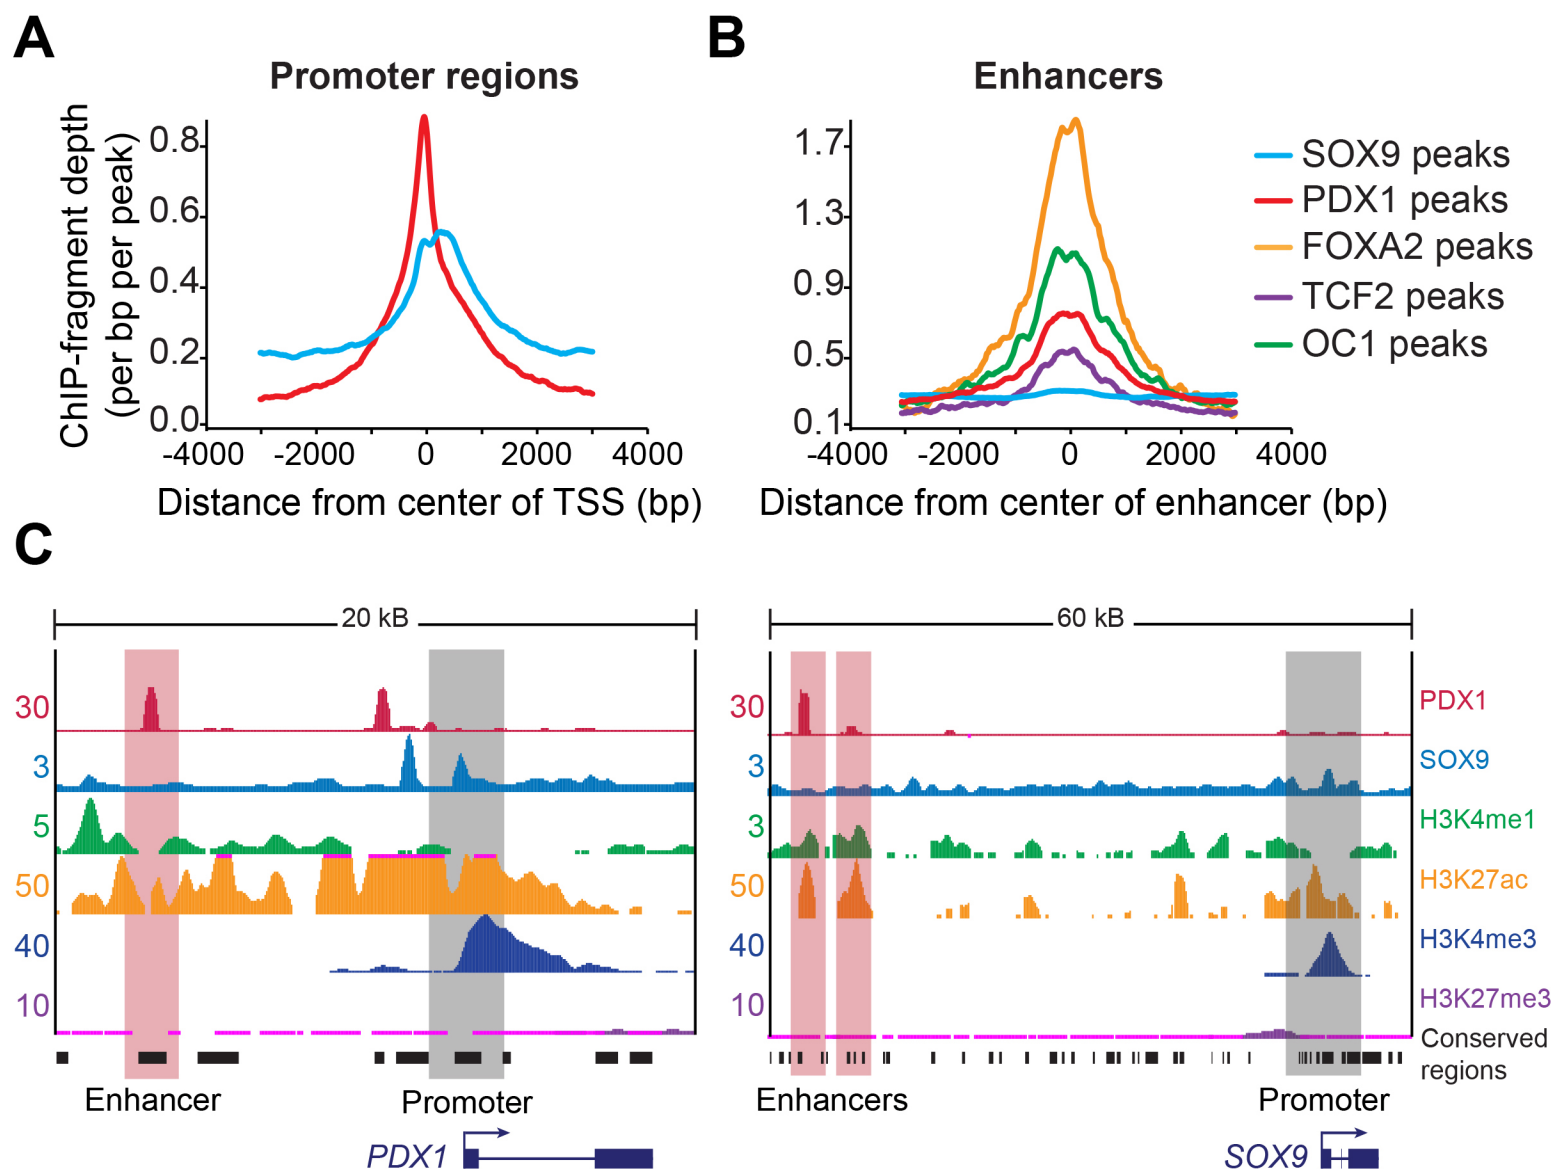 A
Promoter regions
ChIP-fragment depth
(per bp per peak)
0.8
0.6
0.4
0.2
0.0
-4000 -2000 0 2000 4000
Distance from center of TSS (bp)
B
Enhancers
1.7
1.3
0.9
0.5
0.1
-4000 -2000 0 2000 4000
Distance from center of enhancer (bp)
SOX9 peaks
PDX1 peaks
FOXA2 peaks
TCF2 peaks
OC1 peaks
C
20 kB
30
3
5
50
40
10
Enhancer
Promoter
PDX1
60 kB
30
3
3
50
40
10
PDX1
SOX9
H3K4me1
H3K27ac
H3K4me3
H3K27me3
Conserved
regions
Enhancers
Promoter
SOX9